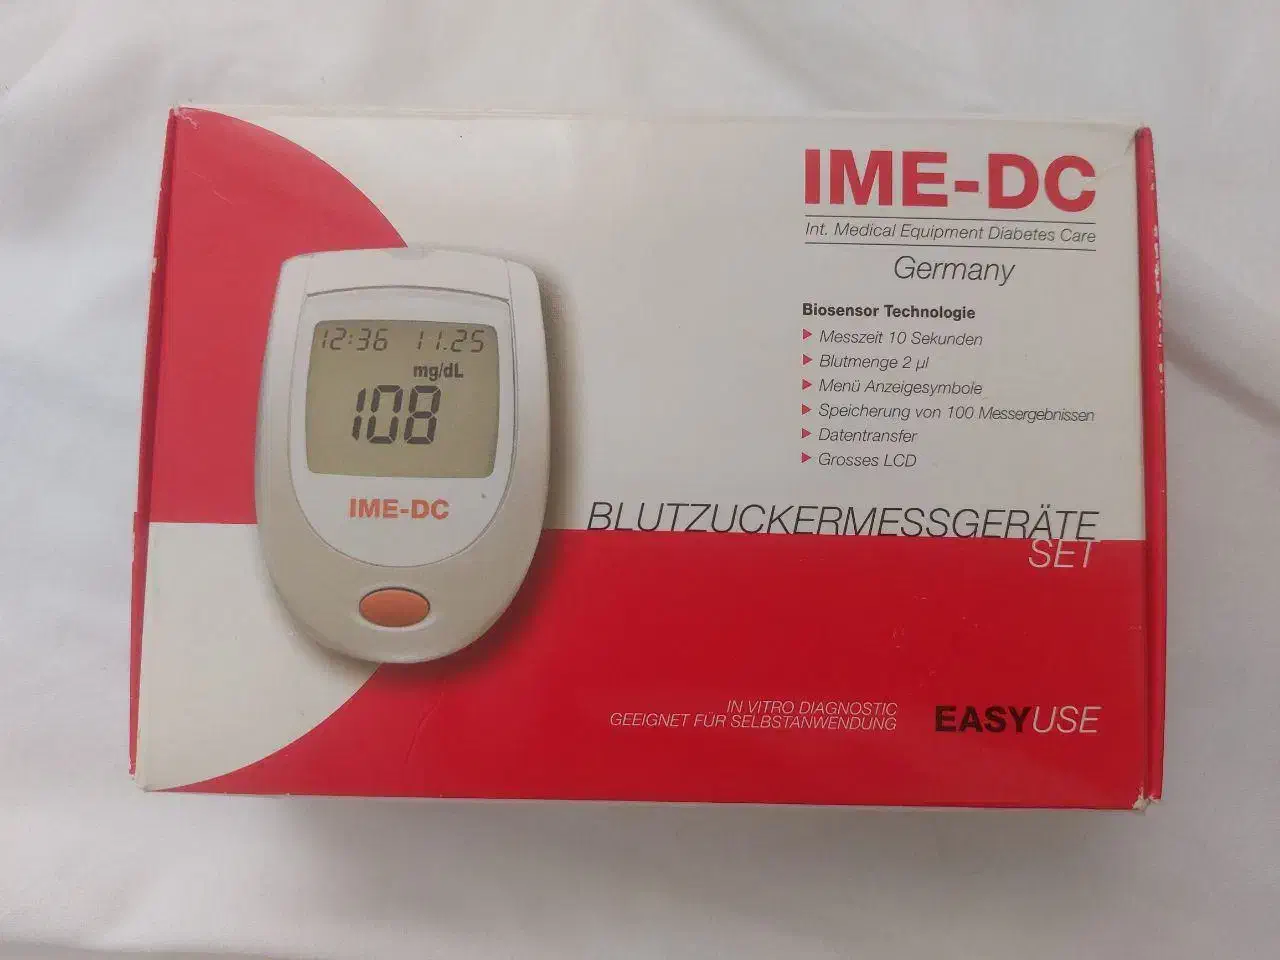 IME-DC
Int. Medical Equipment Diabetes Care
Germany
Biosensor Technologie
Messzeit 10 Sekunden
Blutmenge 2 µl
Menü Anzeigesymbole
Speicherung von 100 Messergebnissen
Datentransfer
Grosses LCD
12:36 11.25
mg/dL
108
IME-DC
BLUTZUCKERMESSGERÄTE
SET
IN VITRO DIAGNOSTIC
GEEIGNET FÜR SELBSTANWENDUNG
EASYUSE